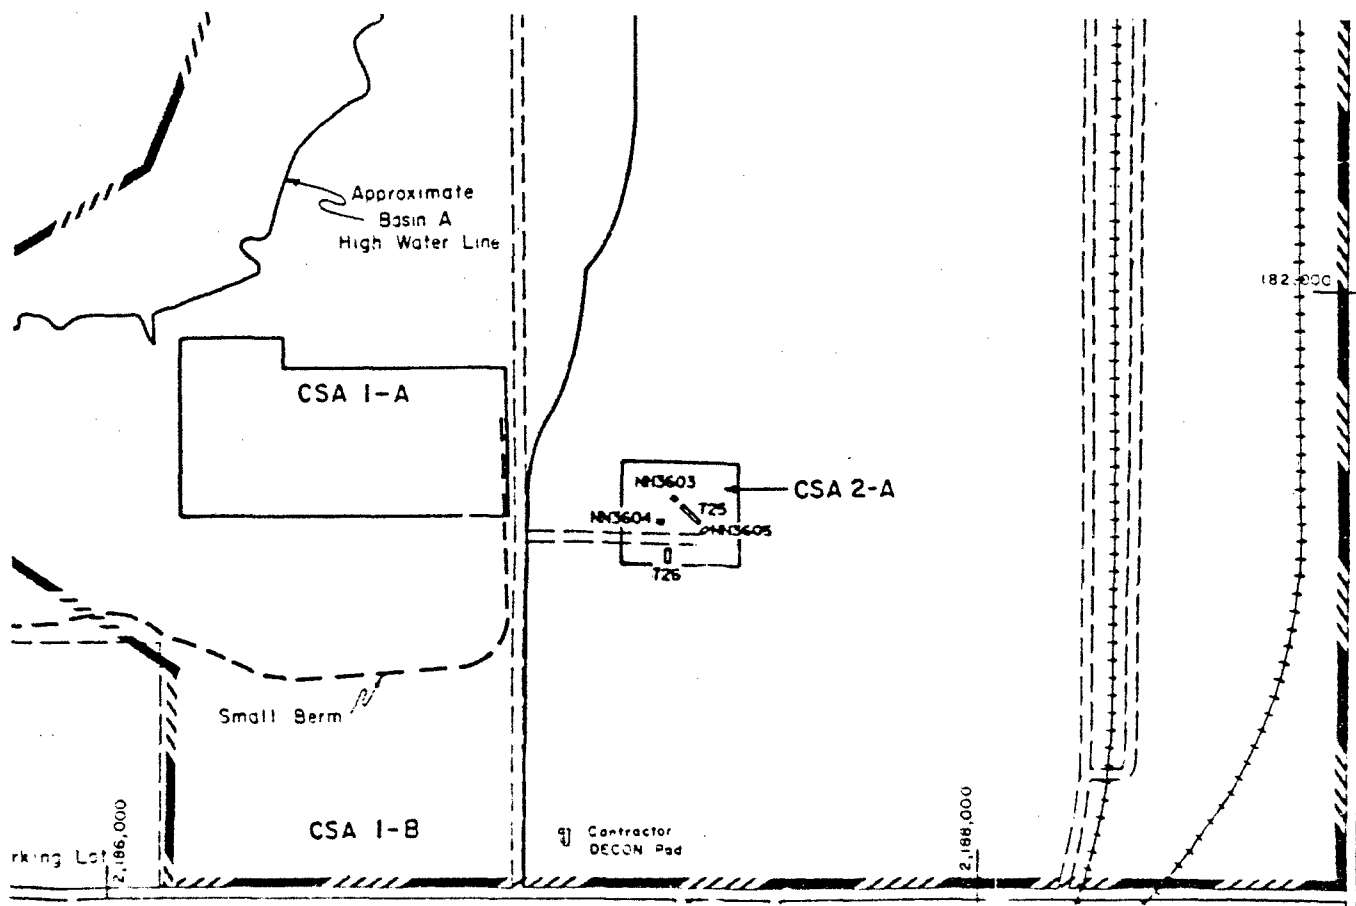 Approximate
Basin A
High Water Line
182,000
CSA 1-A
NN3603
CSA 2-A
T25
NN3604
NN3605
T26
Small Berm
2,186,000
CSA 1-B
Contractor
DECON Pad
2,188,000
rking Lot